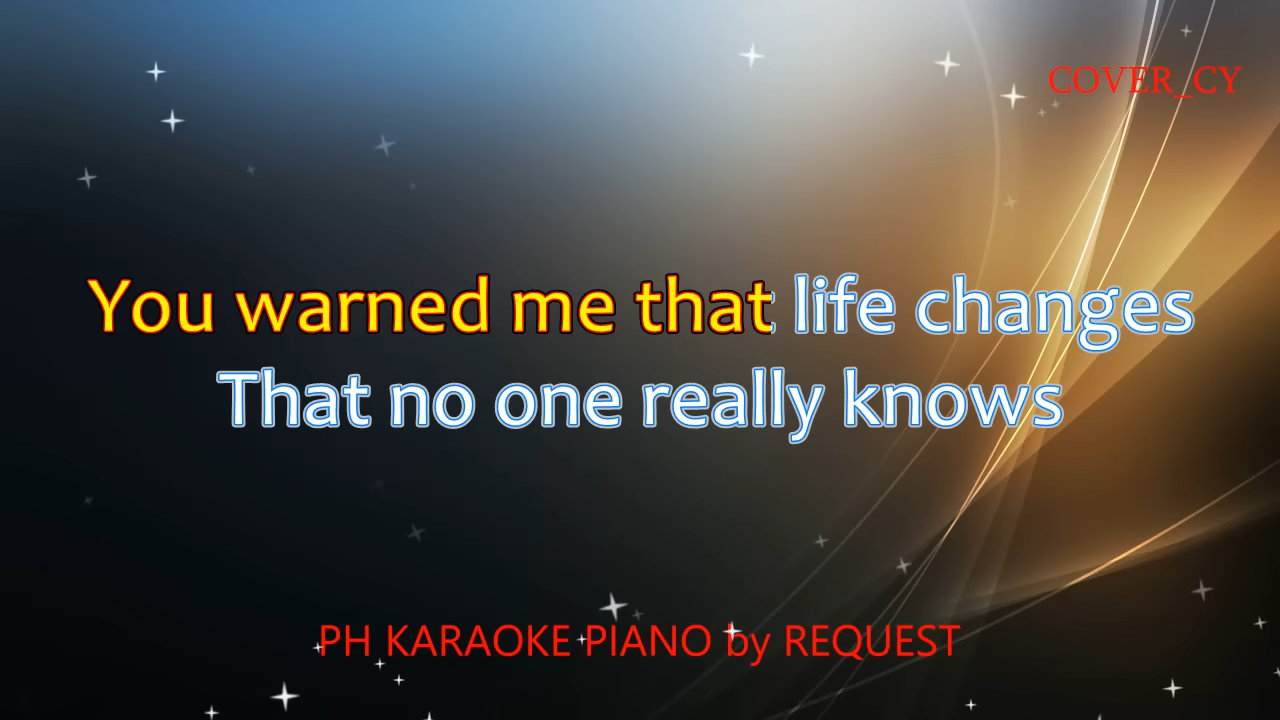 COVER_CY
You warned me that life changes
That no one really knows
PH KARAOKE PIANO by REQUEST